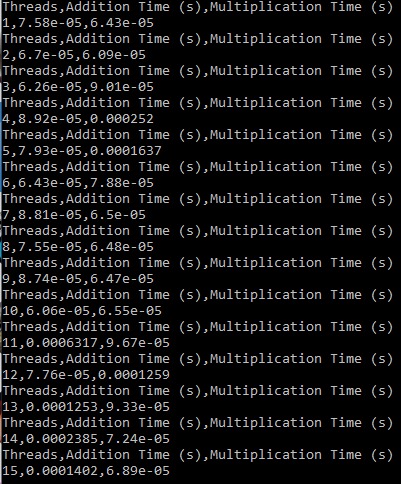 Threads,Addition Time (s),Multiplication Time (s)
1,7.58e-05,6.43e-05
Threads,Addition Time (s),Multiplication Time (s)
2,6.7e-05,6.09e-05
Threads,Addition Time (s),Multiplication Time (s)
3,6.26e-05,9.01e-05
Threads,Addition Time (s),Multiplication Time (s)
4,8.92e-05,0.000252
Threads,Addition Time (s),Multiplication Time (s)
5,7.93e-05,0.0001637
Threads,Addition Time (s),Multiplication Time (s)
6,6.43e-05,7.88e-05
Threads,Addition Time (s),Multiplication Time (s)
7,8.81e-05,6.5e-05
Threads,Addition Time (s),Multiplication Time (s)
8,7.55e-05,6.48e-05
Threads,Addition Time (s),Multiplication Time (s)
9,8.74e-05,6.47e-05
Threads,Addition Time (s),Multiplication Time (s)
10,6.06e-05,6.55e-05
Threads,Addition Time (s),Multiplication Time (s)
11,0.0006317,9.67e-05
Threads,Addition Time (s),Multiplication Time (s)
12,7.76e-05,0.0001259
Threads,Addition Time (s),Multiplication Time (s)
13,0.0001253,9.33e-05
Threads,Addition Time (s),Multiplication Time (s)
14,0.0002385,7.24e-05
Threads,Addition Time (s),Multiplication Time (s)
15,0.0001402,6.89e-05